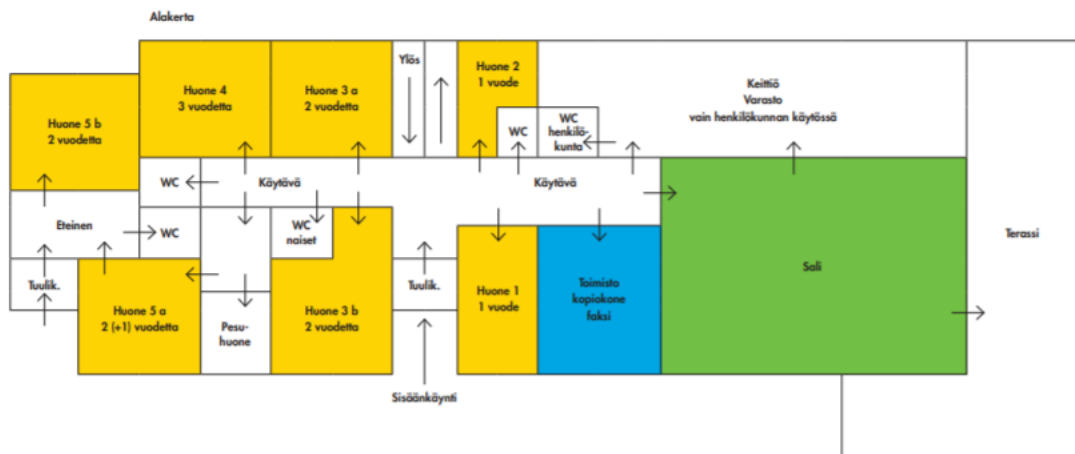 Alakerta
Ylös
Huone 2
1 vuode
Huone 4
3 vuodetta
Huone 3 a
2 vuodetta
Keittiö
Varasto
vain henkilökunnan käytössä
Huone 5 b
2 vuodetta
WC
WC
henkilö-
kunta
WC
Käytävä
Käytävä
Eteinen
WC
WC
naiset
Terassi
Sali
Tuulik.
Huone 5 a
2 (+1) vuodetta
Pesu-
huone
Huone 3 b
2 vuodetta
Tuulik.
Huone 1
1 vuode
Toimisto
kopiokone
faksi
Sisäänkäynti